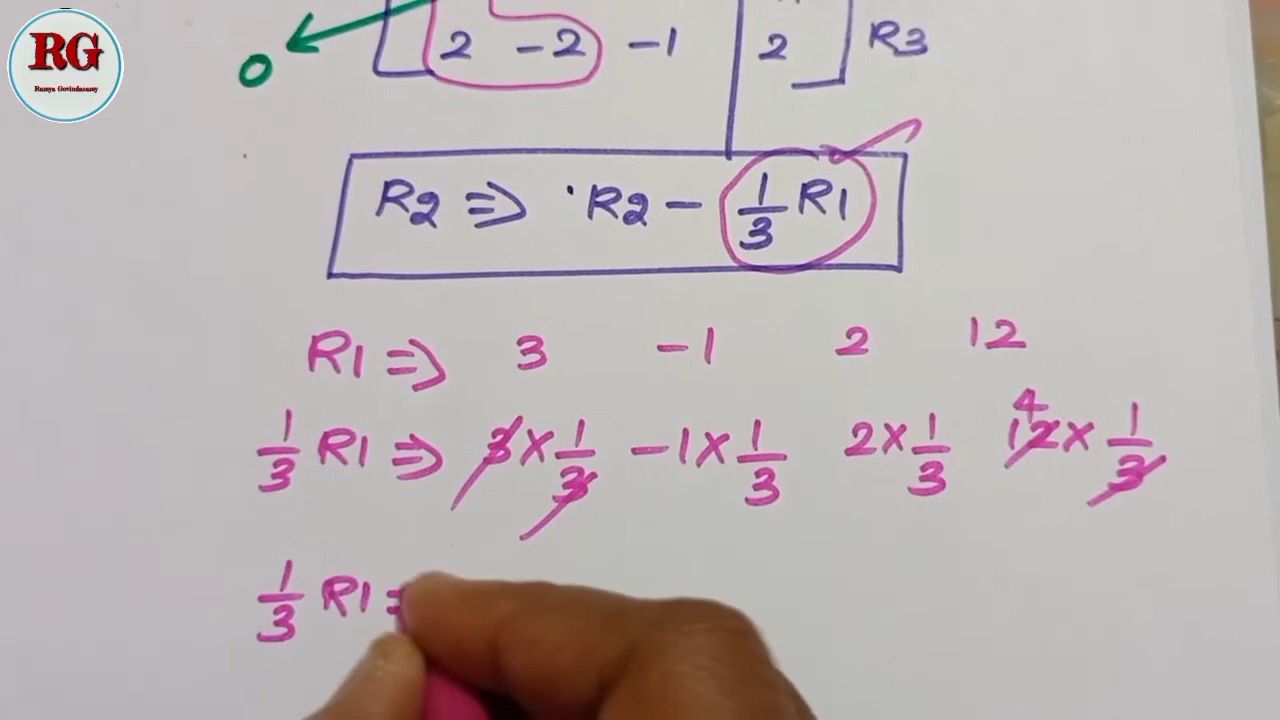 RG
Ramya Govindasamy
0
2 -2 -1 2 R3
R2 => R2 - 1/3 R1
R1 => 3 -1 2 12
1/3 R1 => 3 × 1/3 -1 × 1/3 2 × 1/3 12 4 × 1/3
1/3 R1 =